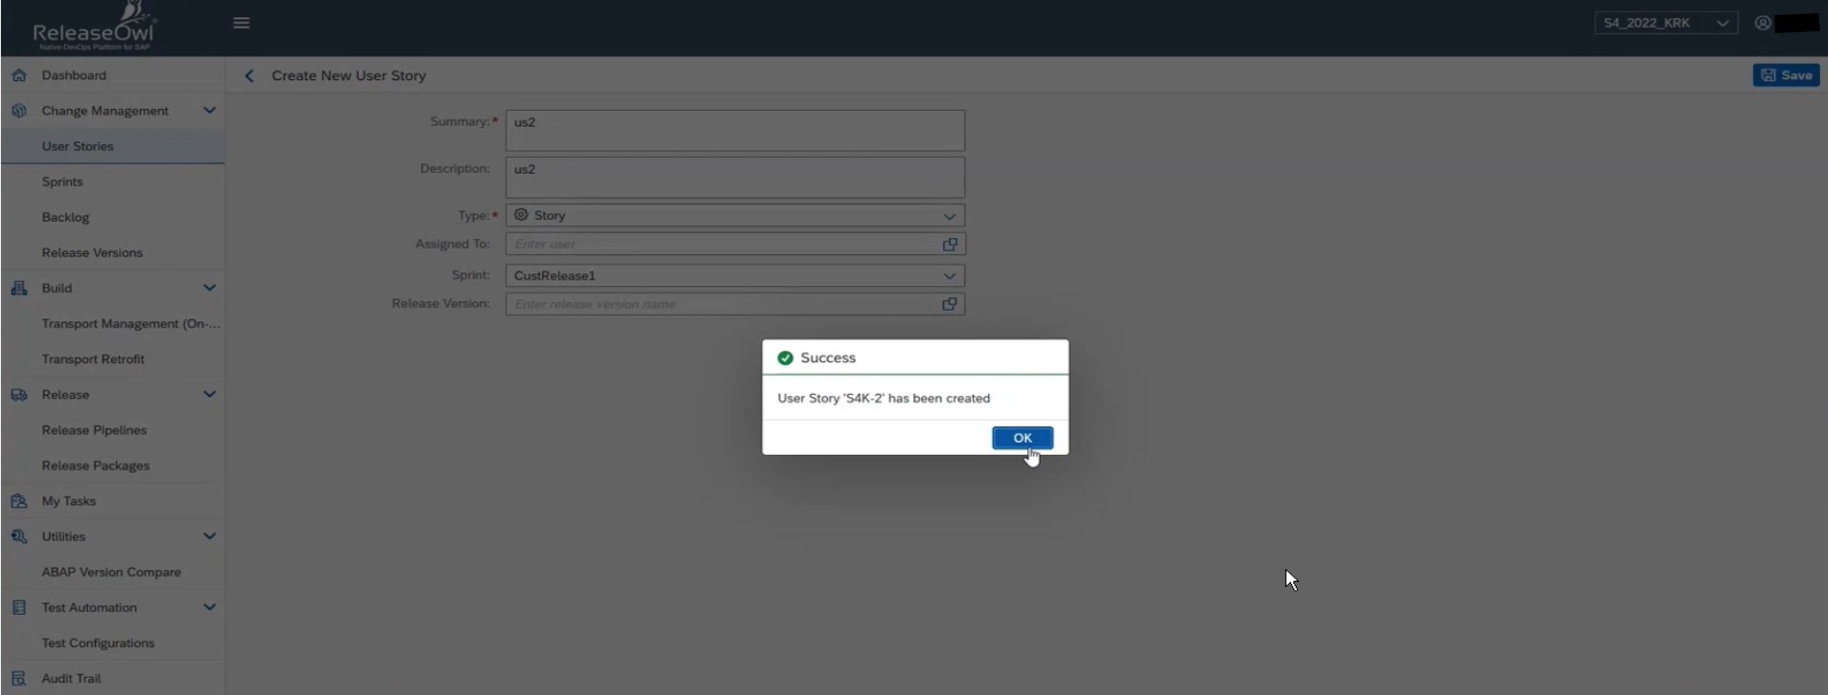 ReleaseOwl
Native DevOps Platform for SAP
S4_2022_KRK
Dashboard
Change Management
User Stories
Sprints
Backlog
Release Versions
Build
Transport Management (On-...
Transport Retrofit
Release
Release Pipelines
Release Packages
My Tasks
Utilities
ABAP Version Compare
Test Automation
Test Configurations
Audit Trail
Create New User Story
Save
Summary:* us2
Description: us2
Type:* Story
Assigned To: Enter user
Sprint: CustRelease1
Release Version: Enter release version name
Success
User Story 'S4K-2' has been created
OK